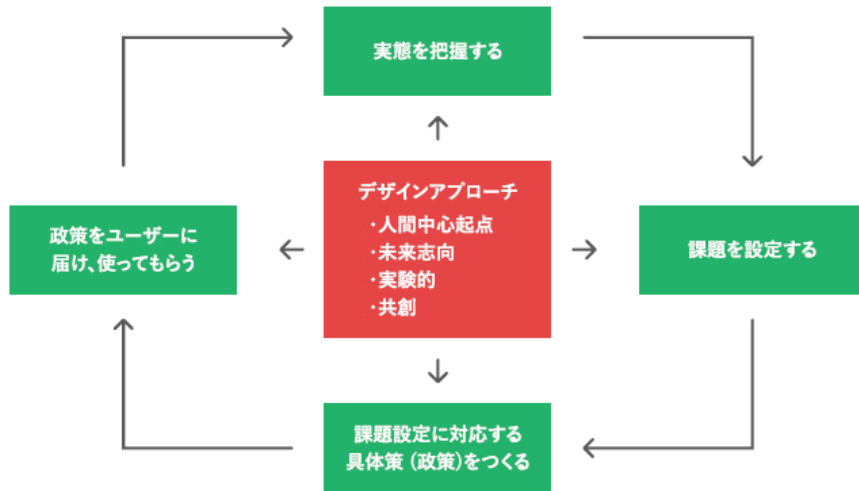 実態を把握する
デザインアプローチ
・人間中心起点
・未来志向
・実験的
・共創
政策をユーザーに
届け、使ってもらう
課題を設定する
課題設定に対応する
具体策（政策）をつくる